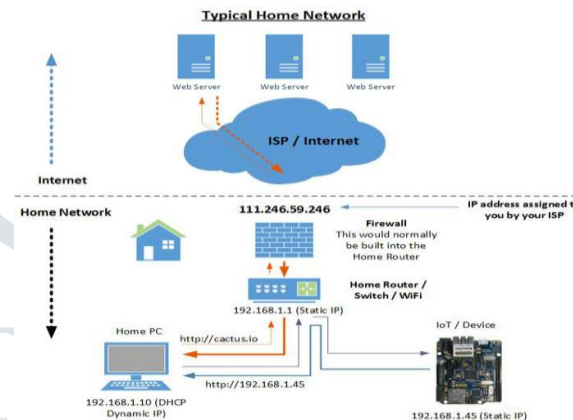 Typical Home Network
Web Server
Web Server
Web Server
ISP / Internet
Internet
Home Network
111.246.59.246
IP address assigned t
you by your ISP
Firewall
This would normally
be built into the
Home Router
Home Router /
Switch / WiFi
192.168.1.1 (Static IP)
Home PC
http://cactus.io
IoT / Device
http://192.168.1.45
192.168.1.10 (DHCP
Dynamic IP)
192.168.1.45 (Static IP)